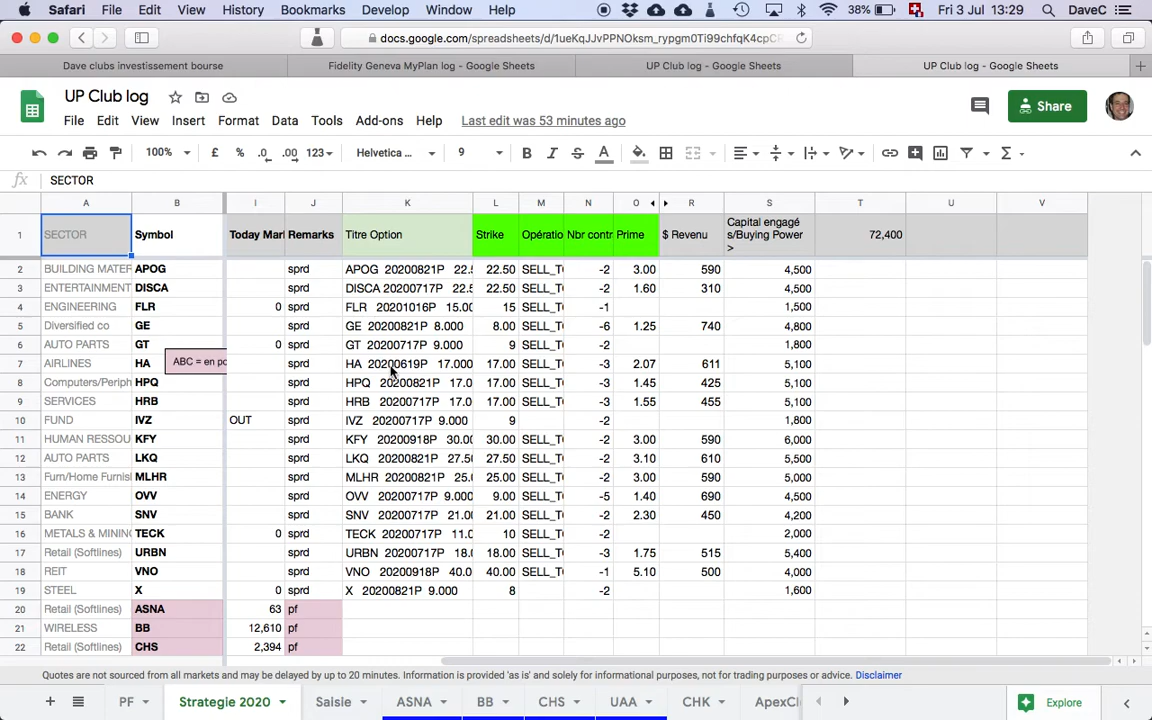 Safari File Edit View History Bookmarks Develop Window Help 38% Fri 3 Jul 13:29 DaveC
docs.google.com/spreadsheets/d/1ueKqJJvPPNOksm_rypgm0Ti99chfqK4cpCR
Dave clubs investissement bourse Fidelity Geneva MyPlan log - Google Sheets UP Club log - Google Sheets UP Club log - Google Sheets
UP Club log
File Edit View Insert Format Data Tools Add-ons Help Last edit was 53 minutes ago
Share
100% £ % .0 .00 123 Helvetica ... 9 B I S A
fx SECTOR
A B I J K L M N O R S T U V
1 SECTOR Symbol Today Mar Remarks Titre Option Strike Opératio Nbr contr Prime $ Revenu Capital engagé s/Buying Power > 72,400
2 BUILDING MATER APOG sprd APOG 20200821P 22.5 22.50 SELL_T -2 3.00 590 4,500
3 ENTERTAINMENT DISCA sprd DISCA 20200717P 22.5 22.50 SELL_T -2 1.60 310 4,500
4 ENGINEERING FLR 0 sprd FLR 20201016P 15.00 15 SELL_T -1 1,500
5 Diversified co GE sprd GE 20200821P 8.000 8.00 SELL_T -6 1.25 740 4,800
6 AUTO PARTS GT 0 sprd GT 20200717P 9.000 9 SELL_T -2 1,800
7 AIRLINES HA ABC = en po sprd HA 20200619P 17.000 17.00 SELL_T -3 2.07 611 5,100
8 Computers/Periph HPQ sprd HPQ 20200821P 17.0 17.00 SELL_T -3 1.45 425 5,100
9 SERVICES HRB sprd HRB 20200717P 17.0 17.00 SELL_T -3 1.55 455 5,100
10 FUND IVZ OUT sprd IVZ 20200717P 9.000 9 -2 1,800
11 HUMAN RESSOU KFY sprd KFY 20200918P 30.00 30.00 SELL_T -2 3.00 590 6,000
12 AUTO PARTS LKQ sprd LKQ 20200821P 27.50 27.50 SELL_T -2 3.10 610 5,500
13 Furn/Home Furnis MLHR sprd MLHR 20200821P 25.0 25.00 SELL_T -2 3.00 590 5,000
14 ENERGY OVV sprd OVV 20200717P 9.000 9.00 SELL_T -5 1.40 690 4,500
15 BANK SNV sprd SNV 20200717P 21.00 21.00 SELL_T -2 2.30 450 4,200
16 METALS & MINING TECK 0 sprd TECK 20200717P 11.0 10 SELL_T -2 2,000
17 Retail (Softlines) URBN sprd URBN 20200717P 18.0 18.00 SELL_T -3 1.75 515 5,400
18 REIT VNO sprd VNO 20200918P 40.0 40.00 SELL_T -1 5.10 500 4,000
19 STEEL X 0 sprd X 20200821P 9.000 8 -2 1,600
20 Retail (Softlines) ASNA 63 pf
21 WIRELESS BB 12,610 pf
22 Retail (Softlines) CHS 2,394 pf
Quotes are not sourced from all markets and may be delayed by up to 20 minutes. Information is provided 'as is' and solely for informational purposes, not for trading purposes or advice. Disclaimer
PF Strategie 2020 Saisie ASNA BB CHS UAA CHK ApexCl Explore